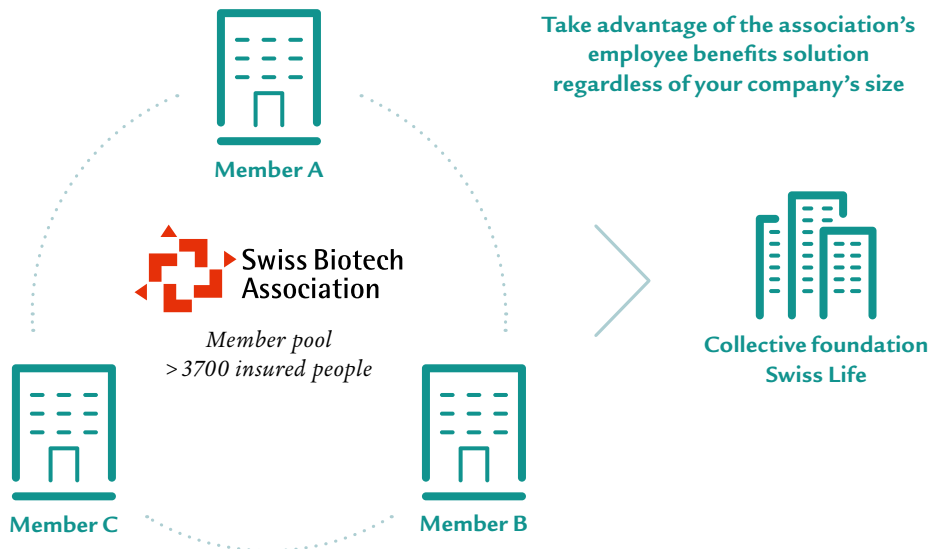 Take advantage of the association’s
employee benefits solution
regardless of your company’s size
Member A
Swiss Biotech
Association
Member pool
>3700 insured people
Collective foundation
Swiss Life
Member C
Member B